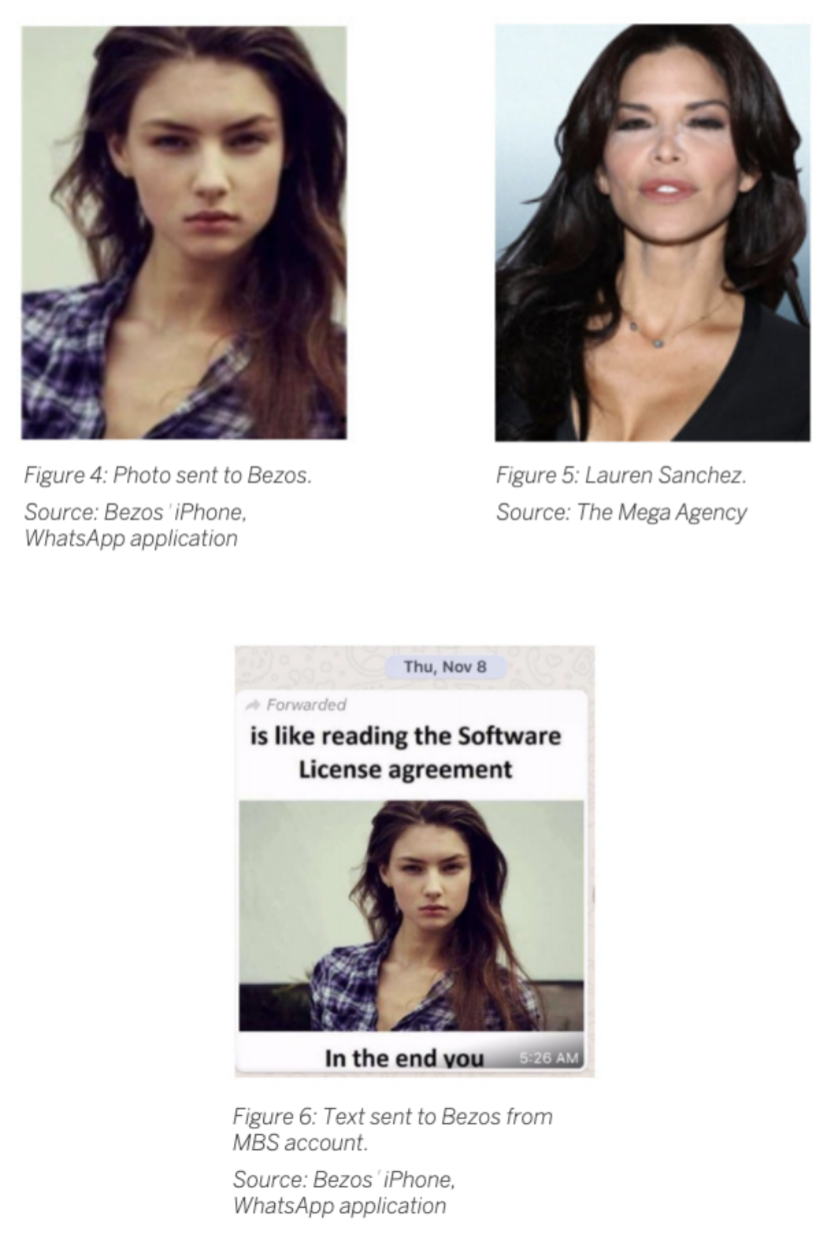 Figure 4: Photo sent to Bezos.
Source: Bezos ' iPhone,
WhatsApp application
Figure 5: Lauren Sanchez.
Source: The Mega Agency
Thu, Nov 8
Forwarded
is like reading the Software
License agreement
In the end you
5:26 AM
Figure 6: Text sent to Bezos from
MBS account.
Source: Bezos ' iPhone,
WhatsApp application